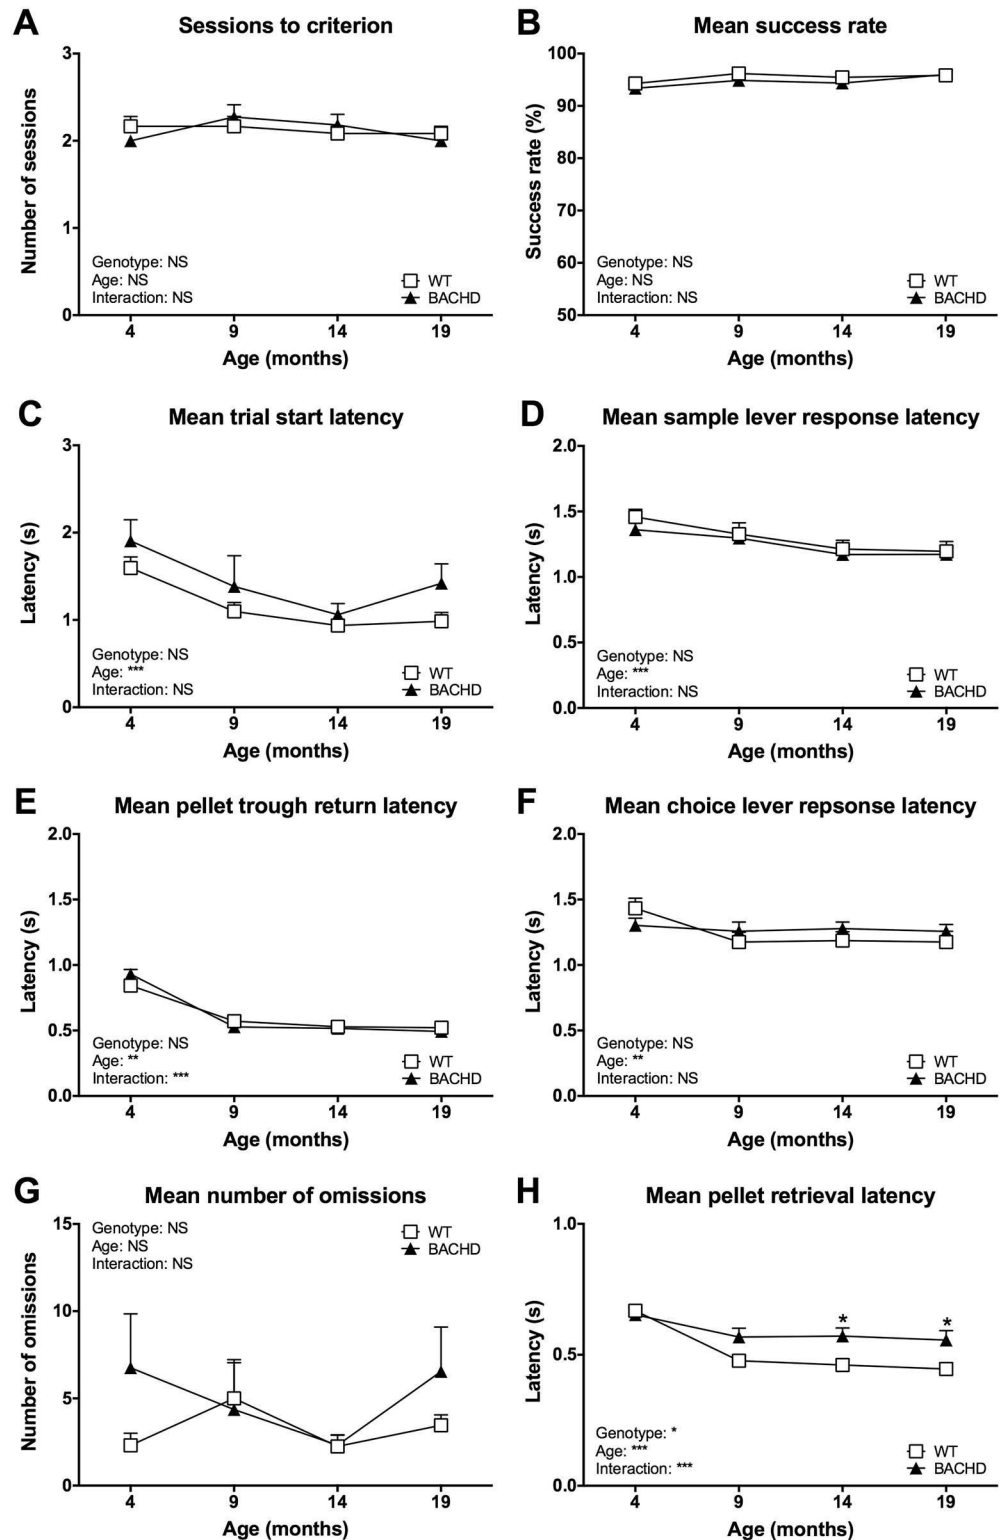 A
Sessions to criterion
Number of sessions
3
2
1
0
Genotype: NS
Age: NS
Interaction: NS
WT
BACHD
4 9 14 19
Age (months)
B
Mean success rate
Success rate (%)
100
90
80
70
60
50
Genotype: NS
Age: NS
Interaction: NS
WT
BACHD
4 9 14 19
Age (months)
C
Mean trial start latency
Latency (s)
3
2
1
0
Genotype: NS
Age: ***
Interaction: NS
WT
BACHD
4 9 14 19
Age (months)
D
Mean sample lever response latency
Latency (s)
2.0
1.5
1.0
0.5
0.0
Genotype: NS
Age: ***
Interaction: NS
WT
BACHD
4 9 14 19
Age (months)
E
Mean pellet trough return latency
Latency (s)
2.0
1.5
1.0
0.5
0.0
Genotype: NS
Age: **
Interaction: ***
WT
BACHD
4 9 14 19
Age (months)
F
Mean choice lever repsonse latency
Latency (s)
2.0
1.5
1.0
0.5
0.0
Genotype: NS
Age: **
Interaction: NS
WT
BACHD
4 9 14 19
Age (months)
G
Mean number of omissions
Number of omissions
15
10
5
0
Genotype: NS
Age: NS
Interaction: NS
WT
BACHD
4 9 14 19
Age (months)
H
Mean pellet retrieval latency
Latency (s)
1.0
0.5
0.0
* *
Genotype: *
Age: ***
Interaction: ***
WT
BACHD
4 9 14 19
Age (months)